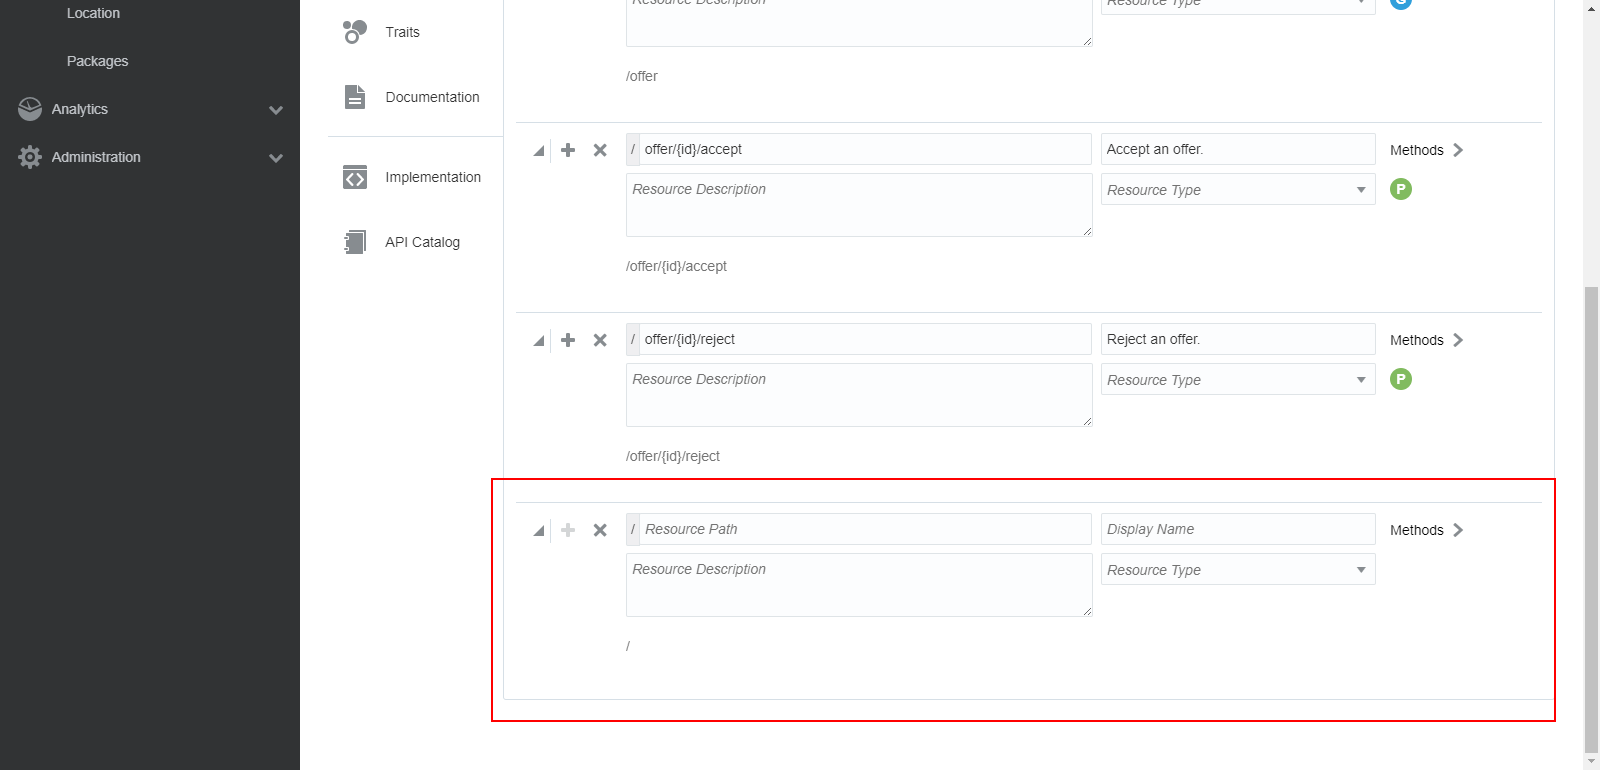 Location
Packages
Analytics
Administration
Traits
Documentation
Implementation
API Catalog
Resource Description
Resource Type
G
/offer
/ offer/{id}/accept
Accept an offer.
Methods
Resource Description
Resource Type
P
/offer/{id}/accept
/ offer/{id}/reject
Reject an offer.
Methods
Resource Description
Resource Type
P
/offer/{id}/reject
/ Resource Path
Display Name
Methods
Resource Description
Resource Type
/